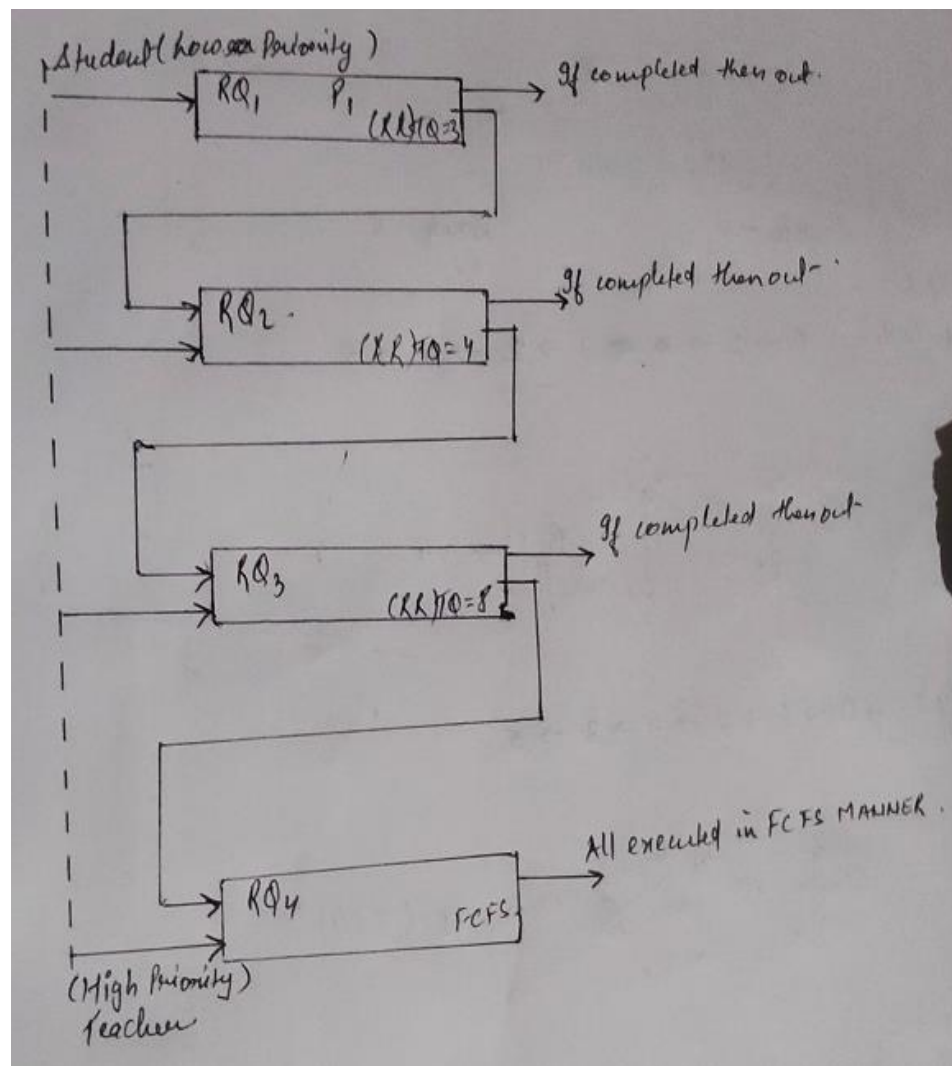 Student (Low Priority)
RQ1 P1
(RR)TQ=3
If completed then out.
RQ2.
(RR)TQ=4
If completed then out
RQ3
(RR)TQ=8
If completed then out
RQ4
FCFS
All executed in FCFS MANNER.
(High Priority)
Teacher